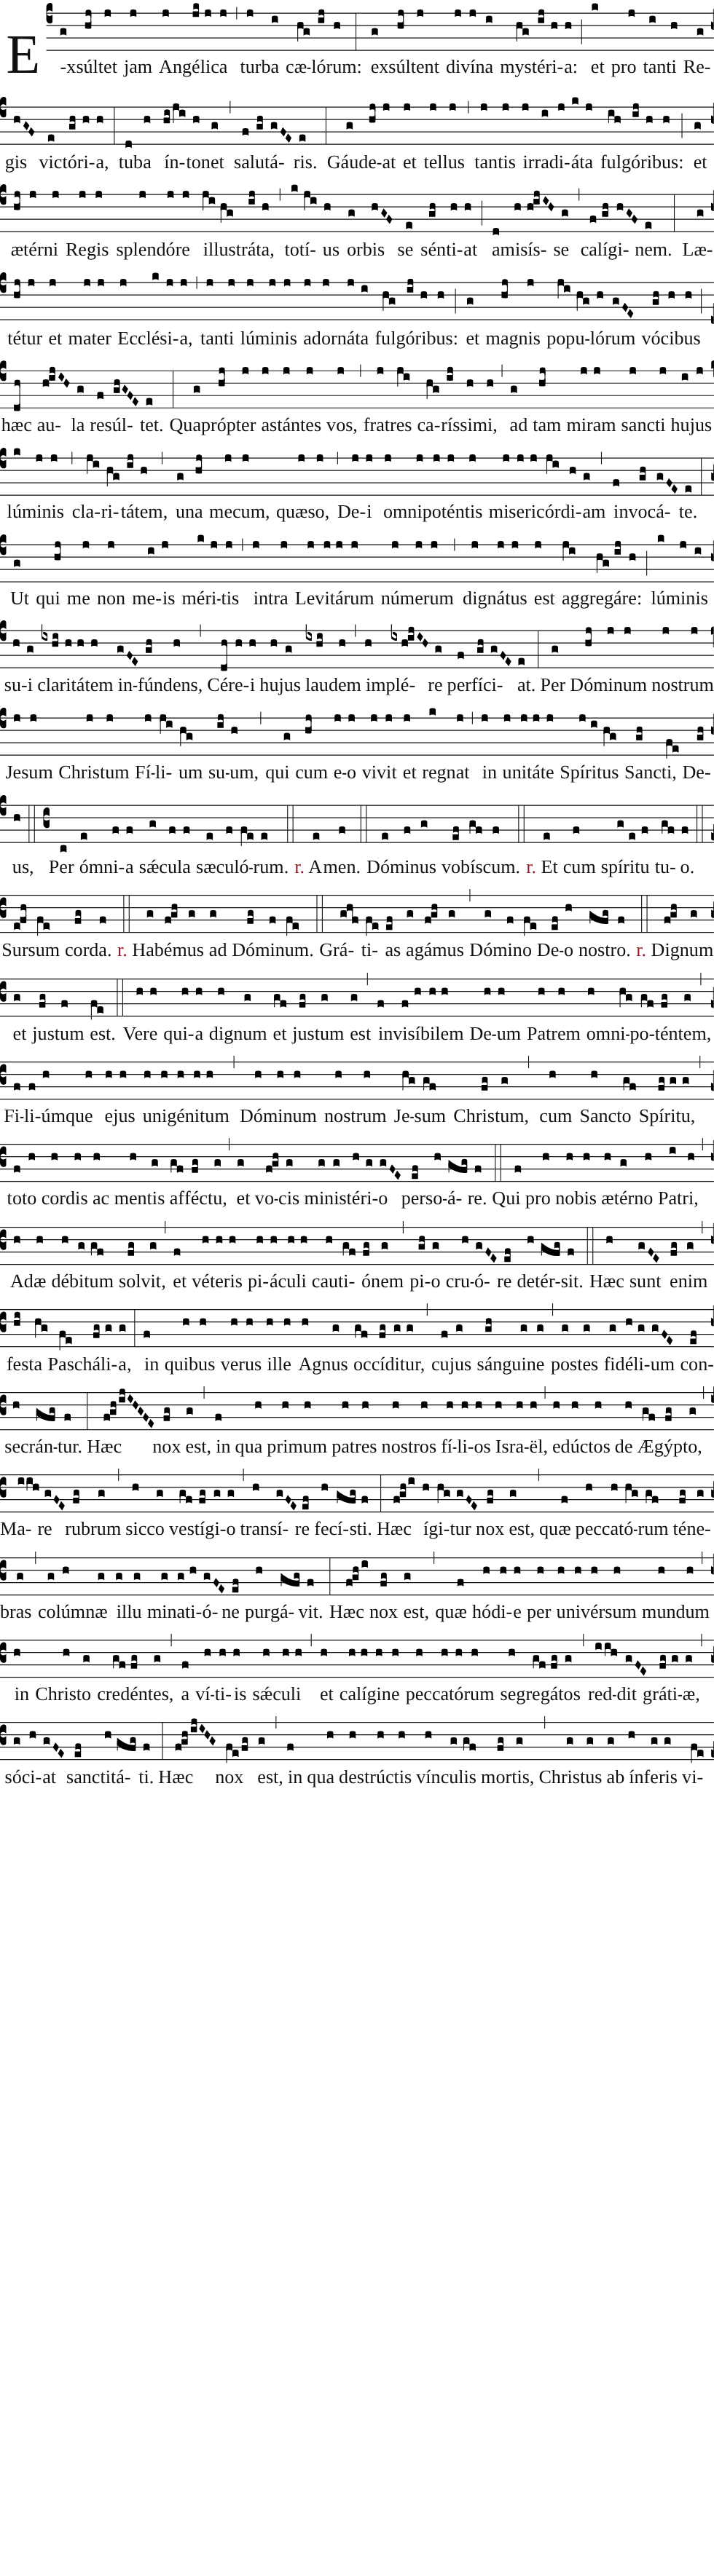 E-xsúltet jam Angélica turba cæ-lórum: exsúltent divína mystéri-a: et pro tanti Re-
gis victóri-a, tuba ín-tonet salutá- ris. Gáude-at et tellus tantis irradi-áta fulgóribus: et
ætérni Regis splendóre illustráta, totí- us orbis se sénti-at amisís- se calígi- nem. Læ-
tétur et mater Ecclési-a, tanti lúminis adornáta fulgóribus: et magnis popu-lórum vócibus
hæc au- la resúl- tet. Quaprópter astántes vos, fratres ca-ríssimi, ad tam miram sancti hujus
lúminis cla-ri-tátem, una mecum, quæso, De-i omnipoténtis misericórdi-am invocá- te.
Ut qui me non me-is méri-tis intra Levitárum númerum dignátus est aggregáre: lúminis
su-i claritátem in-fúndens, Cére-i hujus laudem implé- re perfíci- at. Per Dóminum nostrum
Jesum Christum Fí-li- um su-um, qui cum e-o vivit et regnat in unitáte Spíritus Sancti, De-
us, Per ómni-a sǽcula sæculó-rum. r. Amen. Dóminus vobíscum. r. Et cum spíritu tu- o.
Sursum corda. r. Habémus ad Dóminum. Grá- ti- as agámus Dómino De-o nostro. r. Dignum
et justum est. Vere qui-a dignum et justum est invisíbilem De-um Patrem omni-po-téntem,
Fi-li-úmque ejus unigénitum Dóminum nostrum Je-sum Christum, cum Sancto Spíritu,
toto cordis ac mentis afféctu, et vo-cis ministéri-o perso-á- re. Qui pro nobis ætérno Patri,
Adæ débitum solvit, et véteris pi-áculi cauti- ónem pi-o cru-ó- re detér-sit. Hæc sunt enim
festa Pascháli-a, in quibus verus ille Agnus occíditur, cujus sánguine postes fidéli-um con-
secrán-tur. Hæc nox est, in qua primum patres nostros fí-li-os Isra-ël, edúctos de Ægýpto,
Ma- re rubrum sicco vestígi-o transí- re fecí-sti. Hæc ígi-tur nox est, quæ peccató-rum téne-
bras colúmnæ illu minati-ó-ne purgá- vit. Hæc nox est, quæ hódi-e per univérsum mundum
in Christo credéntes, a ví-ti-is sǽculi et calígine peccatórum segregátos red-dit gráti-æ,
sóci-at sanctitá- ti. Hæc nox est, in qua destrúctis vínculis mortis, Christus ab ínferis vi-